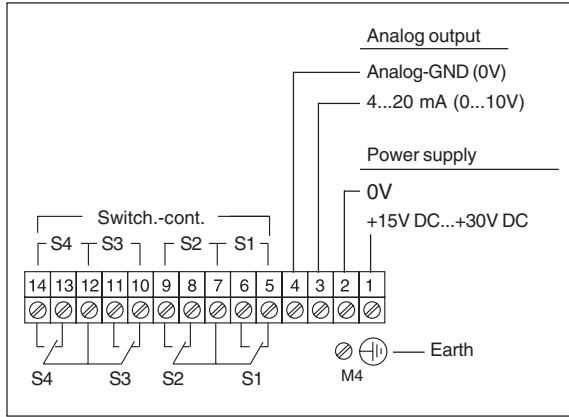 Analog output
Analog-GND (0V)
4...20 mA (0...10V)
Power supply
0V
+15V DC...+30V DC
Switch.-cont.
S4 S3 S2 S1
14 13 12 11 10 9 8 7 6 5 4 3 2 1
Earth
M4
S4 S3 S2 S1